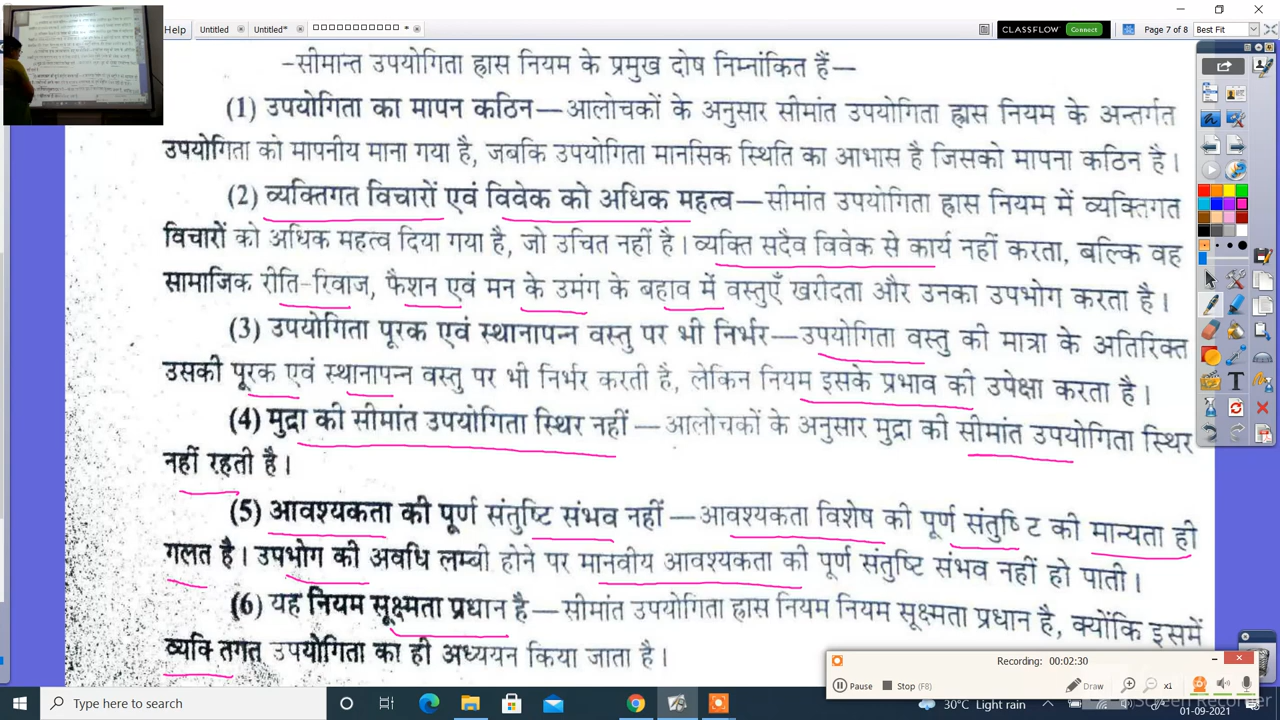 Help Untitled Untitled* CLASSFLOW Connect Page 7 of 8 Best Fit
-सीमान्त उपयोगिता ह्रास नियम के प्रमुख दोष निम्नांकित है—
(1) उपयोगिता का मापन कठिन—आलोचकों के अनुसार सीमांत उपयोगिता ह्रास नियम के अन्तर्गत
उपयोगिता को मापनीय माना गया है, जबकि उपयोगिता मानसिक स्थिति का आभास है जिसको मापना कठिन है।
(2) व्यक्तिगत विचारों एवं विवेक को अधिक महत्व—सीमांत उपयोगिता ह्रास नियम में व्यक्तिगत
विचारों को अधिक महत्व दिया गया है, जो उचित नहीं है। व्यक्ति सदैव विवेक से कार्य नहीं करता, बल्कि वह
सामाजिक रीति-रिवाज, फैशन एवं मन के उमंग के बहाव में वस्तुएँ खरीदता और उनका उपभोग करता है।
(3) उपयोगिता पूरक एवं स्थानापन्न वस्तु पर भी निर्भर—उपयोगिता वस्तु की मात्रा के अतिरिक्त
उसकी पूरक एवं स्थानापन्न वस्तु पर भी निर्भर करती है, लेकिन नियम इसके प्रभाव की उपेक्षा करता है।
(4) मुद्रा की सीमांत उपयोगिता स्थिर नहीं —आलोचकों के अनुसार मुद्रा की सीमांत उपयोगिता स्थिर
नहीं रहती है।
(5) आवश्यकता की पूर्ण संतुष्टि संभव नहीं —आवश्यकता विशेष की पूर्ण संतुष्टि की मान्यता ही
गलत है। उपभोग की अवधि लम्बी होने पर मानवीय आवश्यकता की पूर्ण संतुष्टि संभव नहीं हो पाती।
(6) यह नियम सूक्ष्मता प्रधान है—सीमांत उपयोगिता ह्रास नियम नियम सूक्ष्मता प्रधान है, क्योंकि इसमें
व्यक्तिगत उपयोगिता का ही अध्ययन किया जाता है।
Recording: 00:02:30
Pause Stop (F8) Draw x1
Screen Recorder
Type here to search 30°C Light rain
01-09-2021